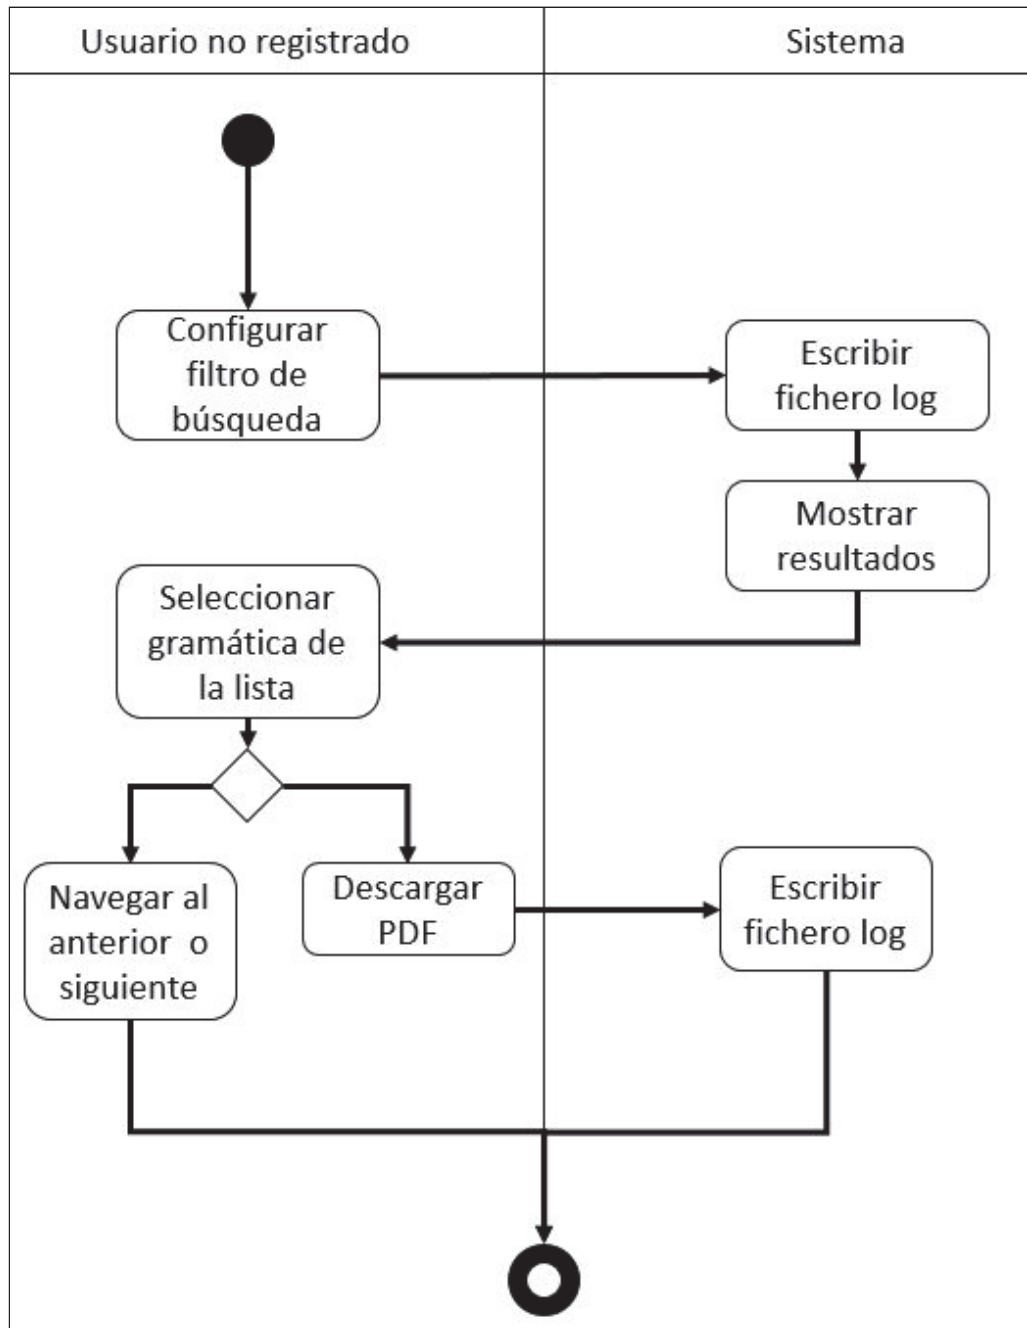 Usuario no registrado
Sistema
Configurar
filtro de
búsqueda
Escribir
fichero log
Mostrar
resultados
Seleccionar
gramática de
la lista
Navegar al
anterior o
siguiente
Descargar
PDF
Escribir
fichero log